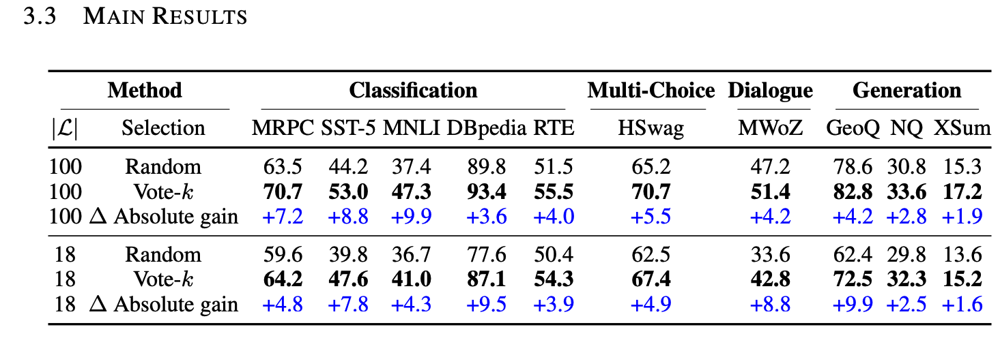 3.3 MAIN RESULTS
Method Classification Multi-Choice Dialogue Generation
|ℒ| Selection MRPC SST-5 MNLI DBpedia RTE HSwag MWoZ GeoQ NQ XSum
100 Random 63.5 44.2 37.4 89.8 51.5 65.2 47.2 78.6 30.8 15.3
100 Vote-k 70.7 53.0 47.3 93.4 55.5 70.7 51.4 82.8 33.6 17.2
100 Δ Absolute gain +7.2 +8.8 +9.9 +3.6 +4.0 +5.5 +4.2 +4.2 +2.8 +1.9
18 Random 59.6 39.8 36.7 77.6 50.4 62.5 33.6 62.4 29.8 13.6
18 Vote-k 64.2 47.6 41.0 87.1 54.3 67.4 42.8 72.5 32.3 15.2
18 Δ Absolute gain +4.8 +7.8 +4.3 +9.5 +3.9 +4.9 +8.8 +9.9 +2.5 +1.6